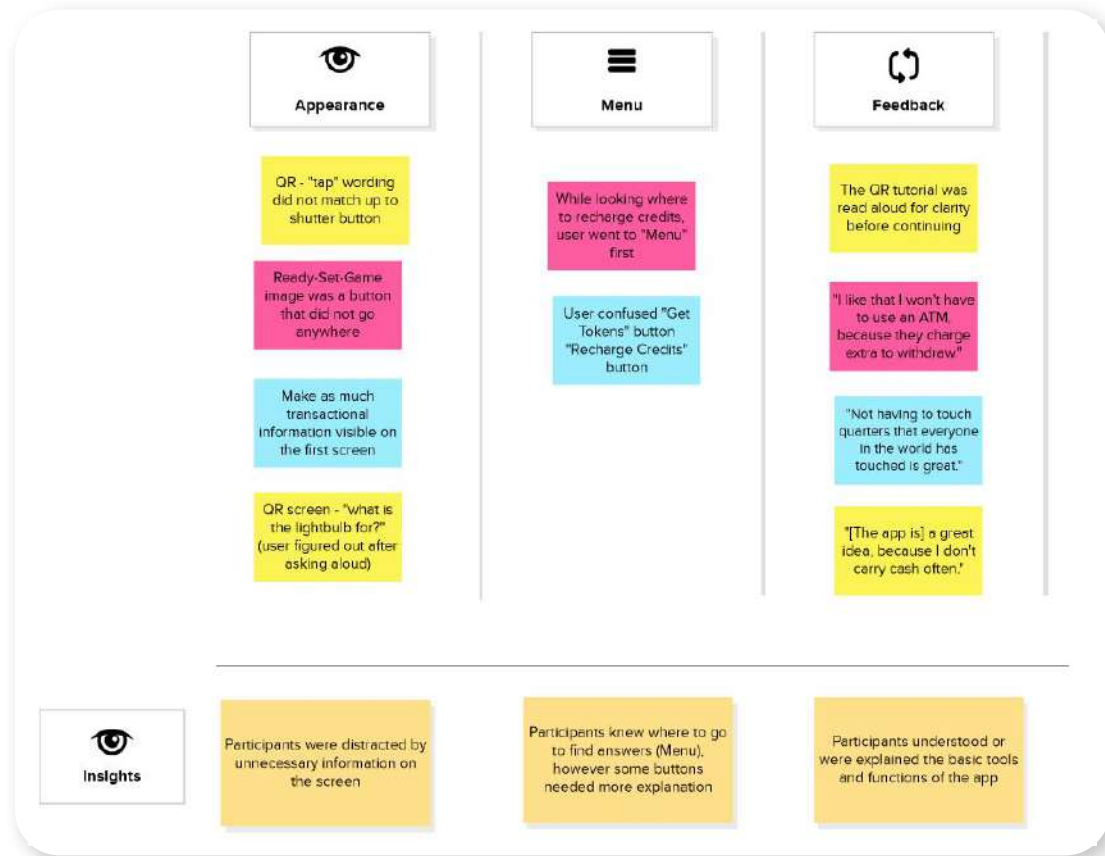 Appearance
QR - "tap" wording
did not match up to
shutter button
Ready-Set-Game
image was a button
that did not go
anywhere
Make as much
transactional
information visible on
the first screen
QR screen - "what is
the lightbulb for?"
(user figured out after
asking aloud)
Menu
While looking where
to recharge credits,
user went to "Menu"
first
User confused "Get
Tokens" button
"Recharge Credits"
button
Feedback
The QR tutorial was
read aloud for clarity
before continuing
"I like that I won't have
to use an ATM,
because they charge
extra to withdraw."
"Not having to touch
quarters that everyone
in the world has
touched is great."
"[The app is] a great
idea, because I don't
carry cash often."
Insights
Participants were distracted by
unnecessary information on
the screen
Participants knew where to go
to find answers (Menu),
however some buttons
needed more explanation
Participants understood or
were explained the basic tools
and functions of the app